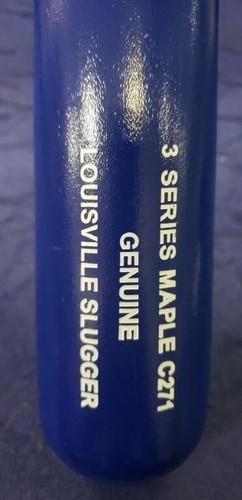 3 SERIES MAPLE C271
GENUINE
LOUISVILLE SLUGGER